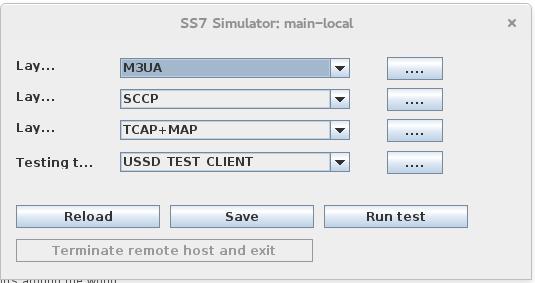 SS7 Simulator: main-local ×
Lay... M3UA ....
Lay... SCCP ....
Lay... TCAP+MAP ....
Testing t... USSD TEST CLIENT ....
Reload Save Run test
Terminate remote host and exit